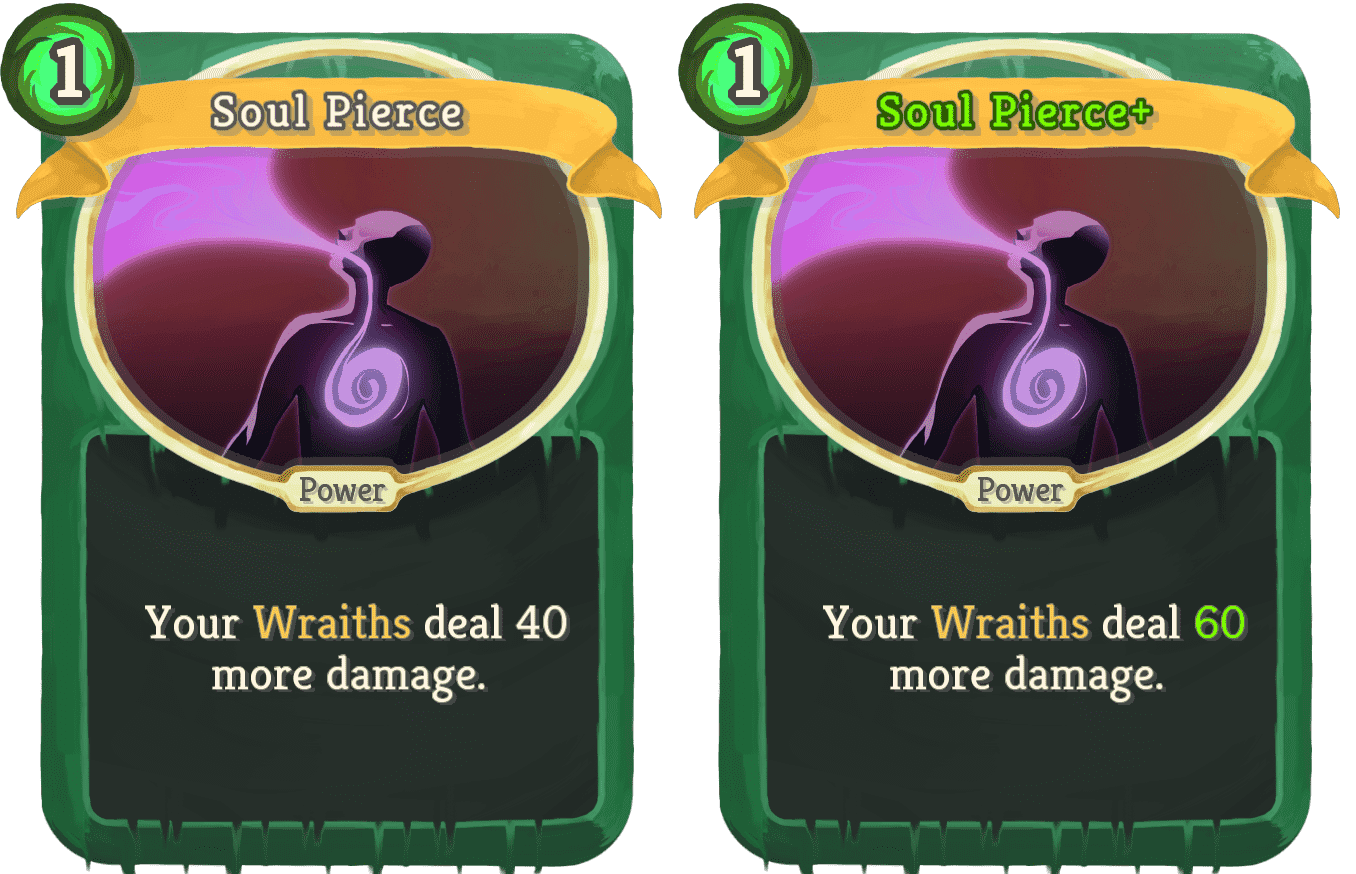 1
Soul Pierce
Power
Your Wraiths deal 40
more damage.
1
Soul Pierce+
Power
Your Wraiths deal 60
more damage.